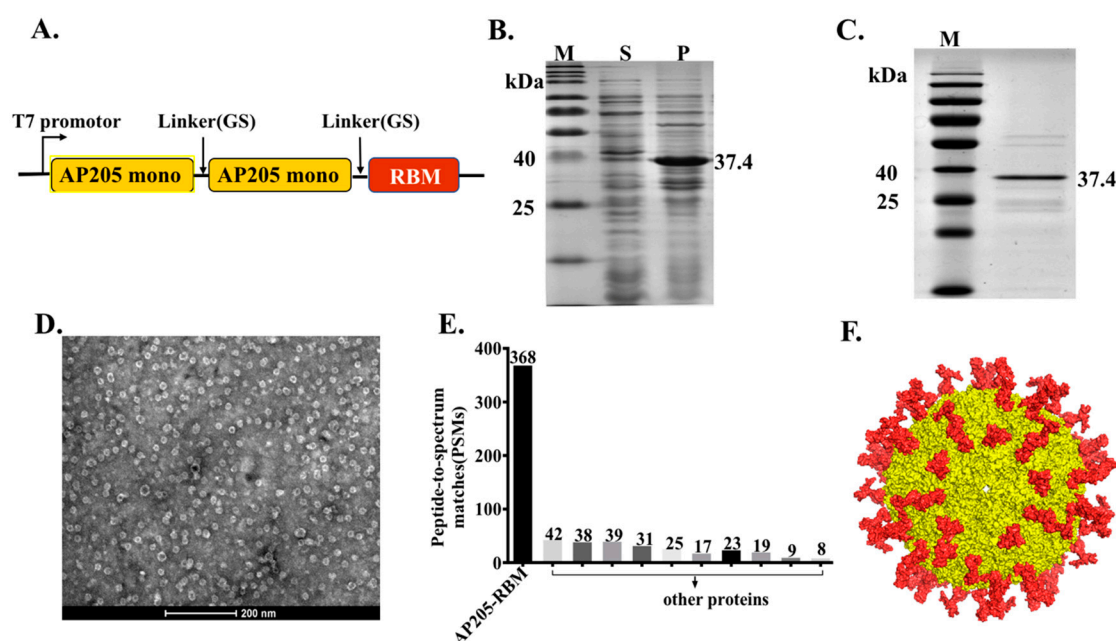 A.
T7 promotor
Linker(GS)
Linker(GS)
AP205 mono
AP205 mono
RBM
B.
M
S
P
kDa
40
25
37.4
C.
M
kDa
40
25
37.4
D.
200 nm
E.
Peptide-to-spectrum
matches(PSMs)
400
300
200
100
0
368
42
38
39
31
25
17
23
19
9
8
AP205-RBM
other proteins
F.